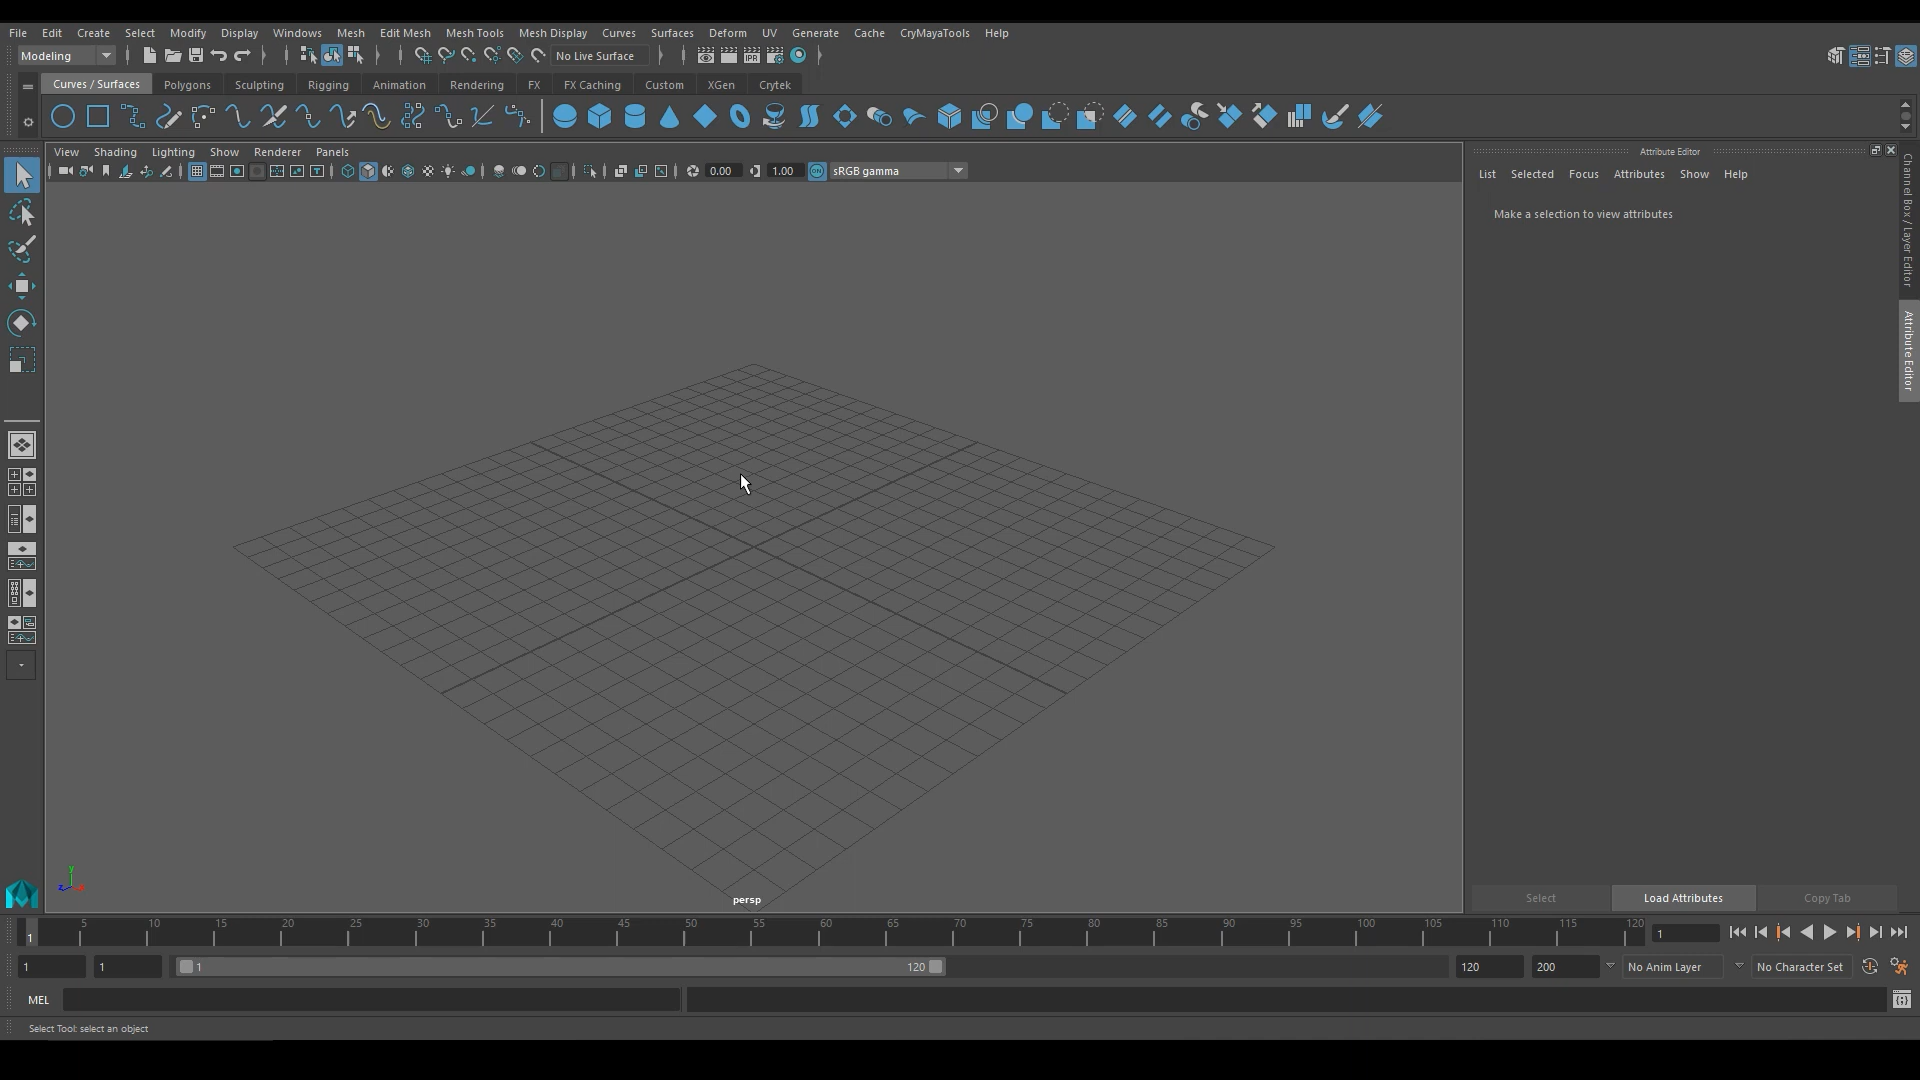 File Edit Create Select Modify Display Windows Mesh Edit Mesh Mesh Tools Mesh Display Curves Surfaces Deform UV Generate Cache CryMayaTools Help
Modeling No Live Surface IPR
Curves / Surfaces Polygons Sculpting Rigging Animation Rendering FX FX Caching Custom XGen Crytek
View Shading Lighting Show Renderer Panels
0.00 1.00 ON sRGB gamma
Attribute Editor
List Selected Focus Attributes Show Help
Make a selection to view attributes
Channel Box / Layer Editor
Attribute Editor
y
z x
persp
Select Load Attributes Copy Tab
1 5 10 15 20 25 30 35 40 45 50 55 60 65 70 75 80 85 90 95 100 105 110 115 120 1
1 1 1 120 120 200 No Anim Layer No Character Set
MEL
Select Tool: select an object